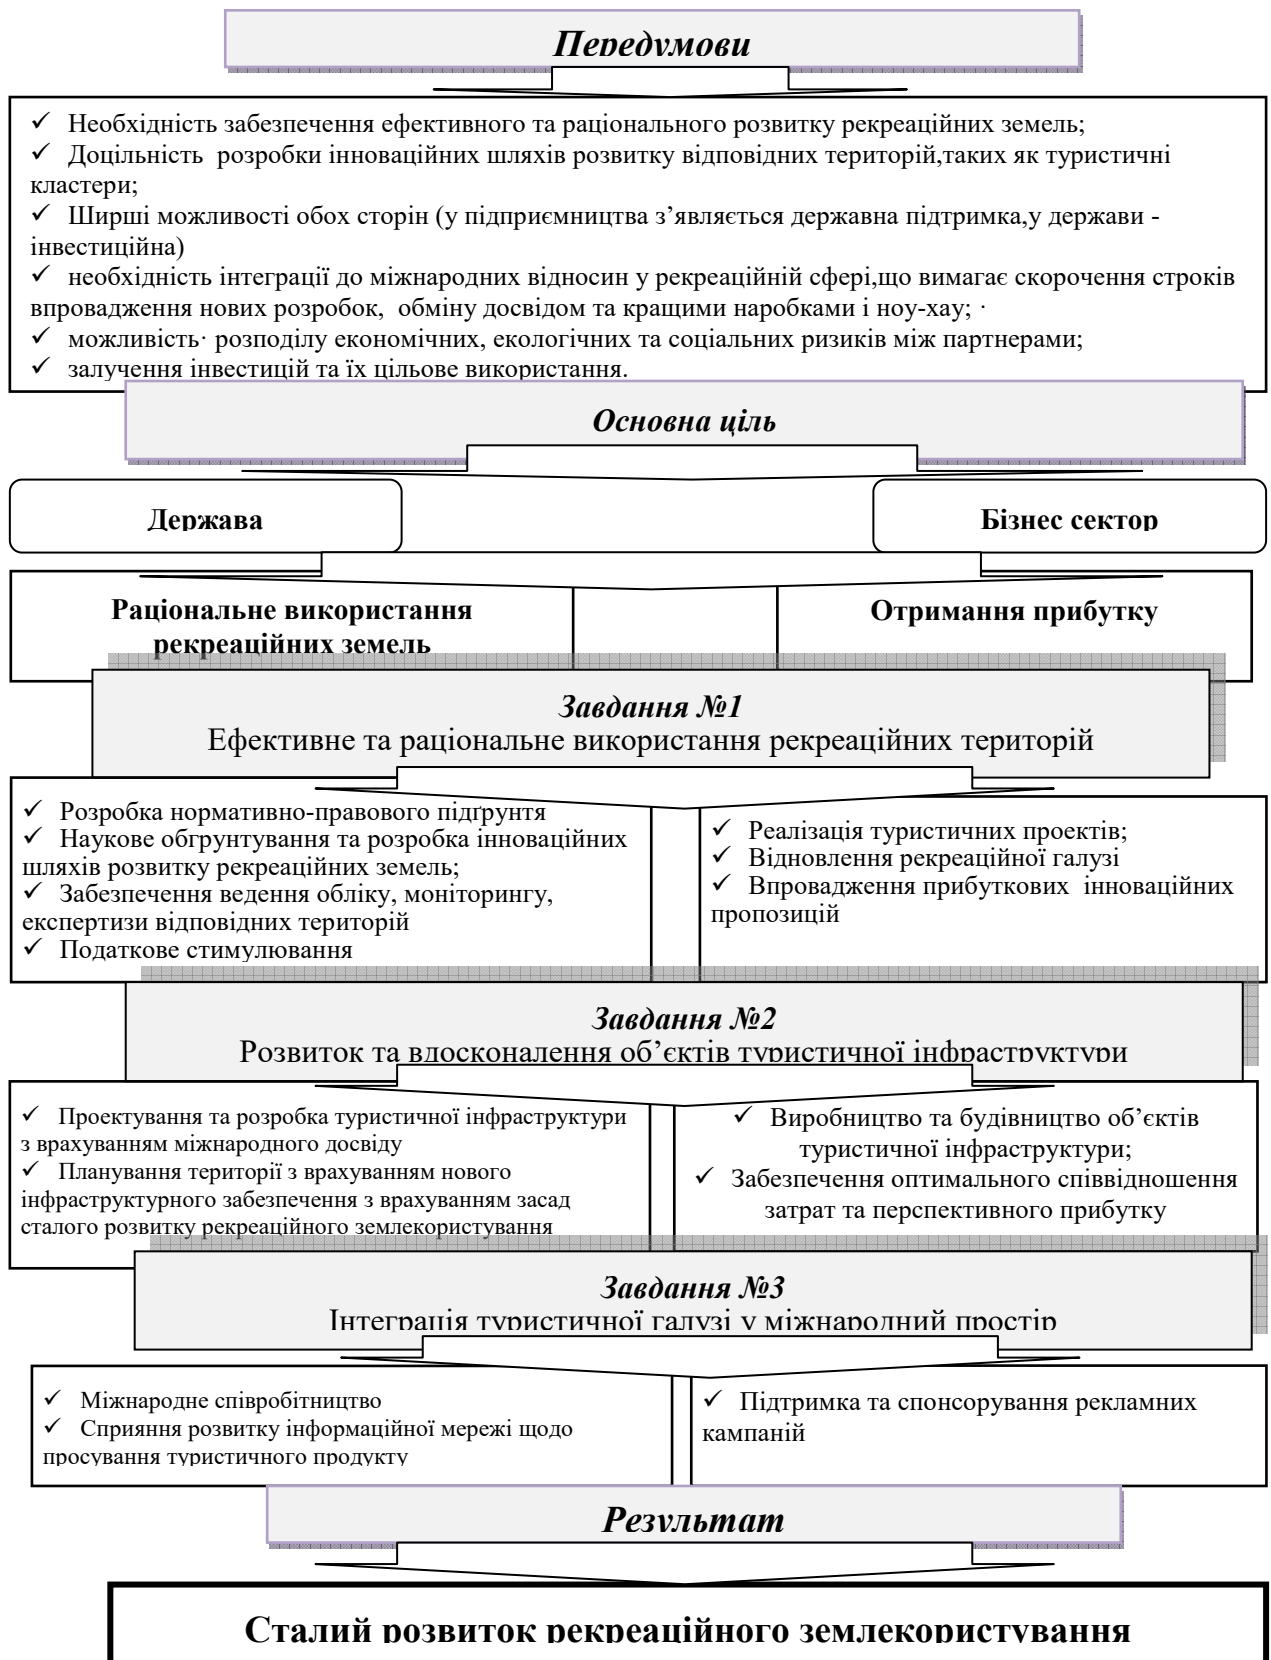 Передумови
✓ Необхідність забезпечення ефективного та раціонального розвитку рекреаційних земель;
✓ Доцільність розробки інноваційних шляхів розвитку відповідних територій,таких як туристичні
кластери;
✓ Ширші можливості обох сторін (у підприємництва з’являється державна підтримка,у держави -
інвестиційна)
✓ необхідність інтеграції до міжнародних відносин у рекреаційній сфері,що вимагає скорочення строків
впровадження нових розробок, обміну досвідом та кращими наробками і ноу-хау; ·
✓ можливість· розподілу економічних, екологічних та соціальних ризиків між партнерами;
✓ залучення інвестицій та їх цільове використання.
Основна ціль
Держава
Бізнес сектор
Раціональне використання
рекреаційних земель
Отримання прибутку
Завдання №1
Ефективне та раціональне використання рекреаційних територій
✓ Розробка нормативно-правового підґрунтя
✓ Наукове обгрунтування та розробка інноваційних
шляхів розвитку рекреаційних земель;
✓ Забезпечення ведення обліку, моніторингу,
експертизи відповідних територій
✓ Податкове стимулювання
✓ Реалізація туристичних проектів;
✓ Відновлення рекреаційної галузі
✓ Впровадження прибуткових інноваційних
пропозицій
Завдання №2
Розвиток та вдосконалення об’єктів туристичної інфраструктури
✓ Проектування та розробка туристичної інфраструктури
з врахуванням міжнародного досвіду
✓ Планування території з врахуванням нового
інфраструктурного забезпечення з врахуванням засад
сталого розвитку рекреаційного землекористування
✓ Виробництво та будівництво об’єктів
туристичної інфраструктури;
✓ Забезпечення оптимального співвідношення
затрат та перспективного прибутку
Завдання №3
Інтеграція туристичної галузі у міжнародний простір
✓ Міжнародне співробітництво
✓ Сприяння розвитку інформаційної мережі щодо
просування туристичного продукту
✓ Підтримка та спонсорування рекламних
кампаній
Результат
Сталий розвиток рекреаційного землекористування